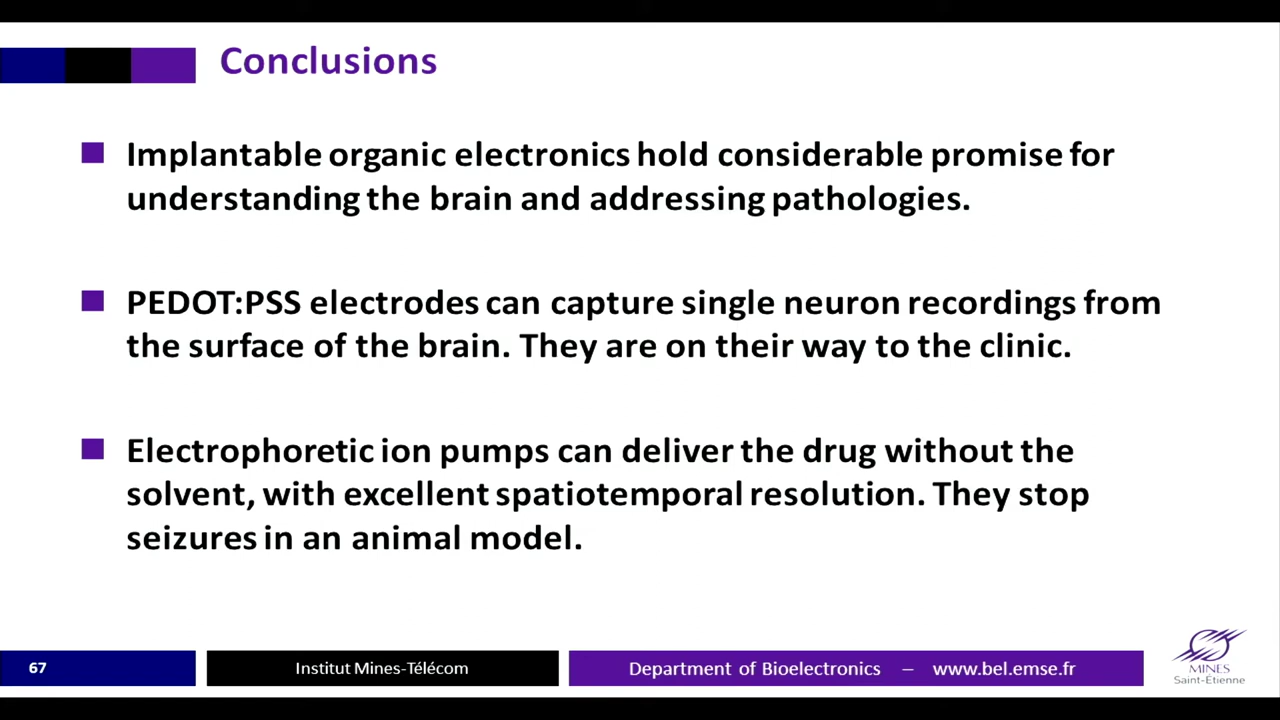 Conclusions
Implantable organic electronics hold considerable promise for
understanding the brain and addressing pathologies.
PEDOT:PSS electrodes can capture single neuron recordings from
the surface of the brain. They are on their way to the clinic.
Electrophoretic ion pumps can deliver the drug without the
solvent, with excellent spatiotemporal resolution. They stop
seizures in an animal model.
67
Institut Mines-Télécom
Department of Bioelectronics – www.bel.emse.fr
MINES
Saint-Étienne